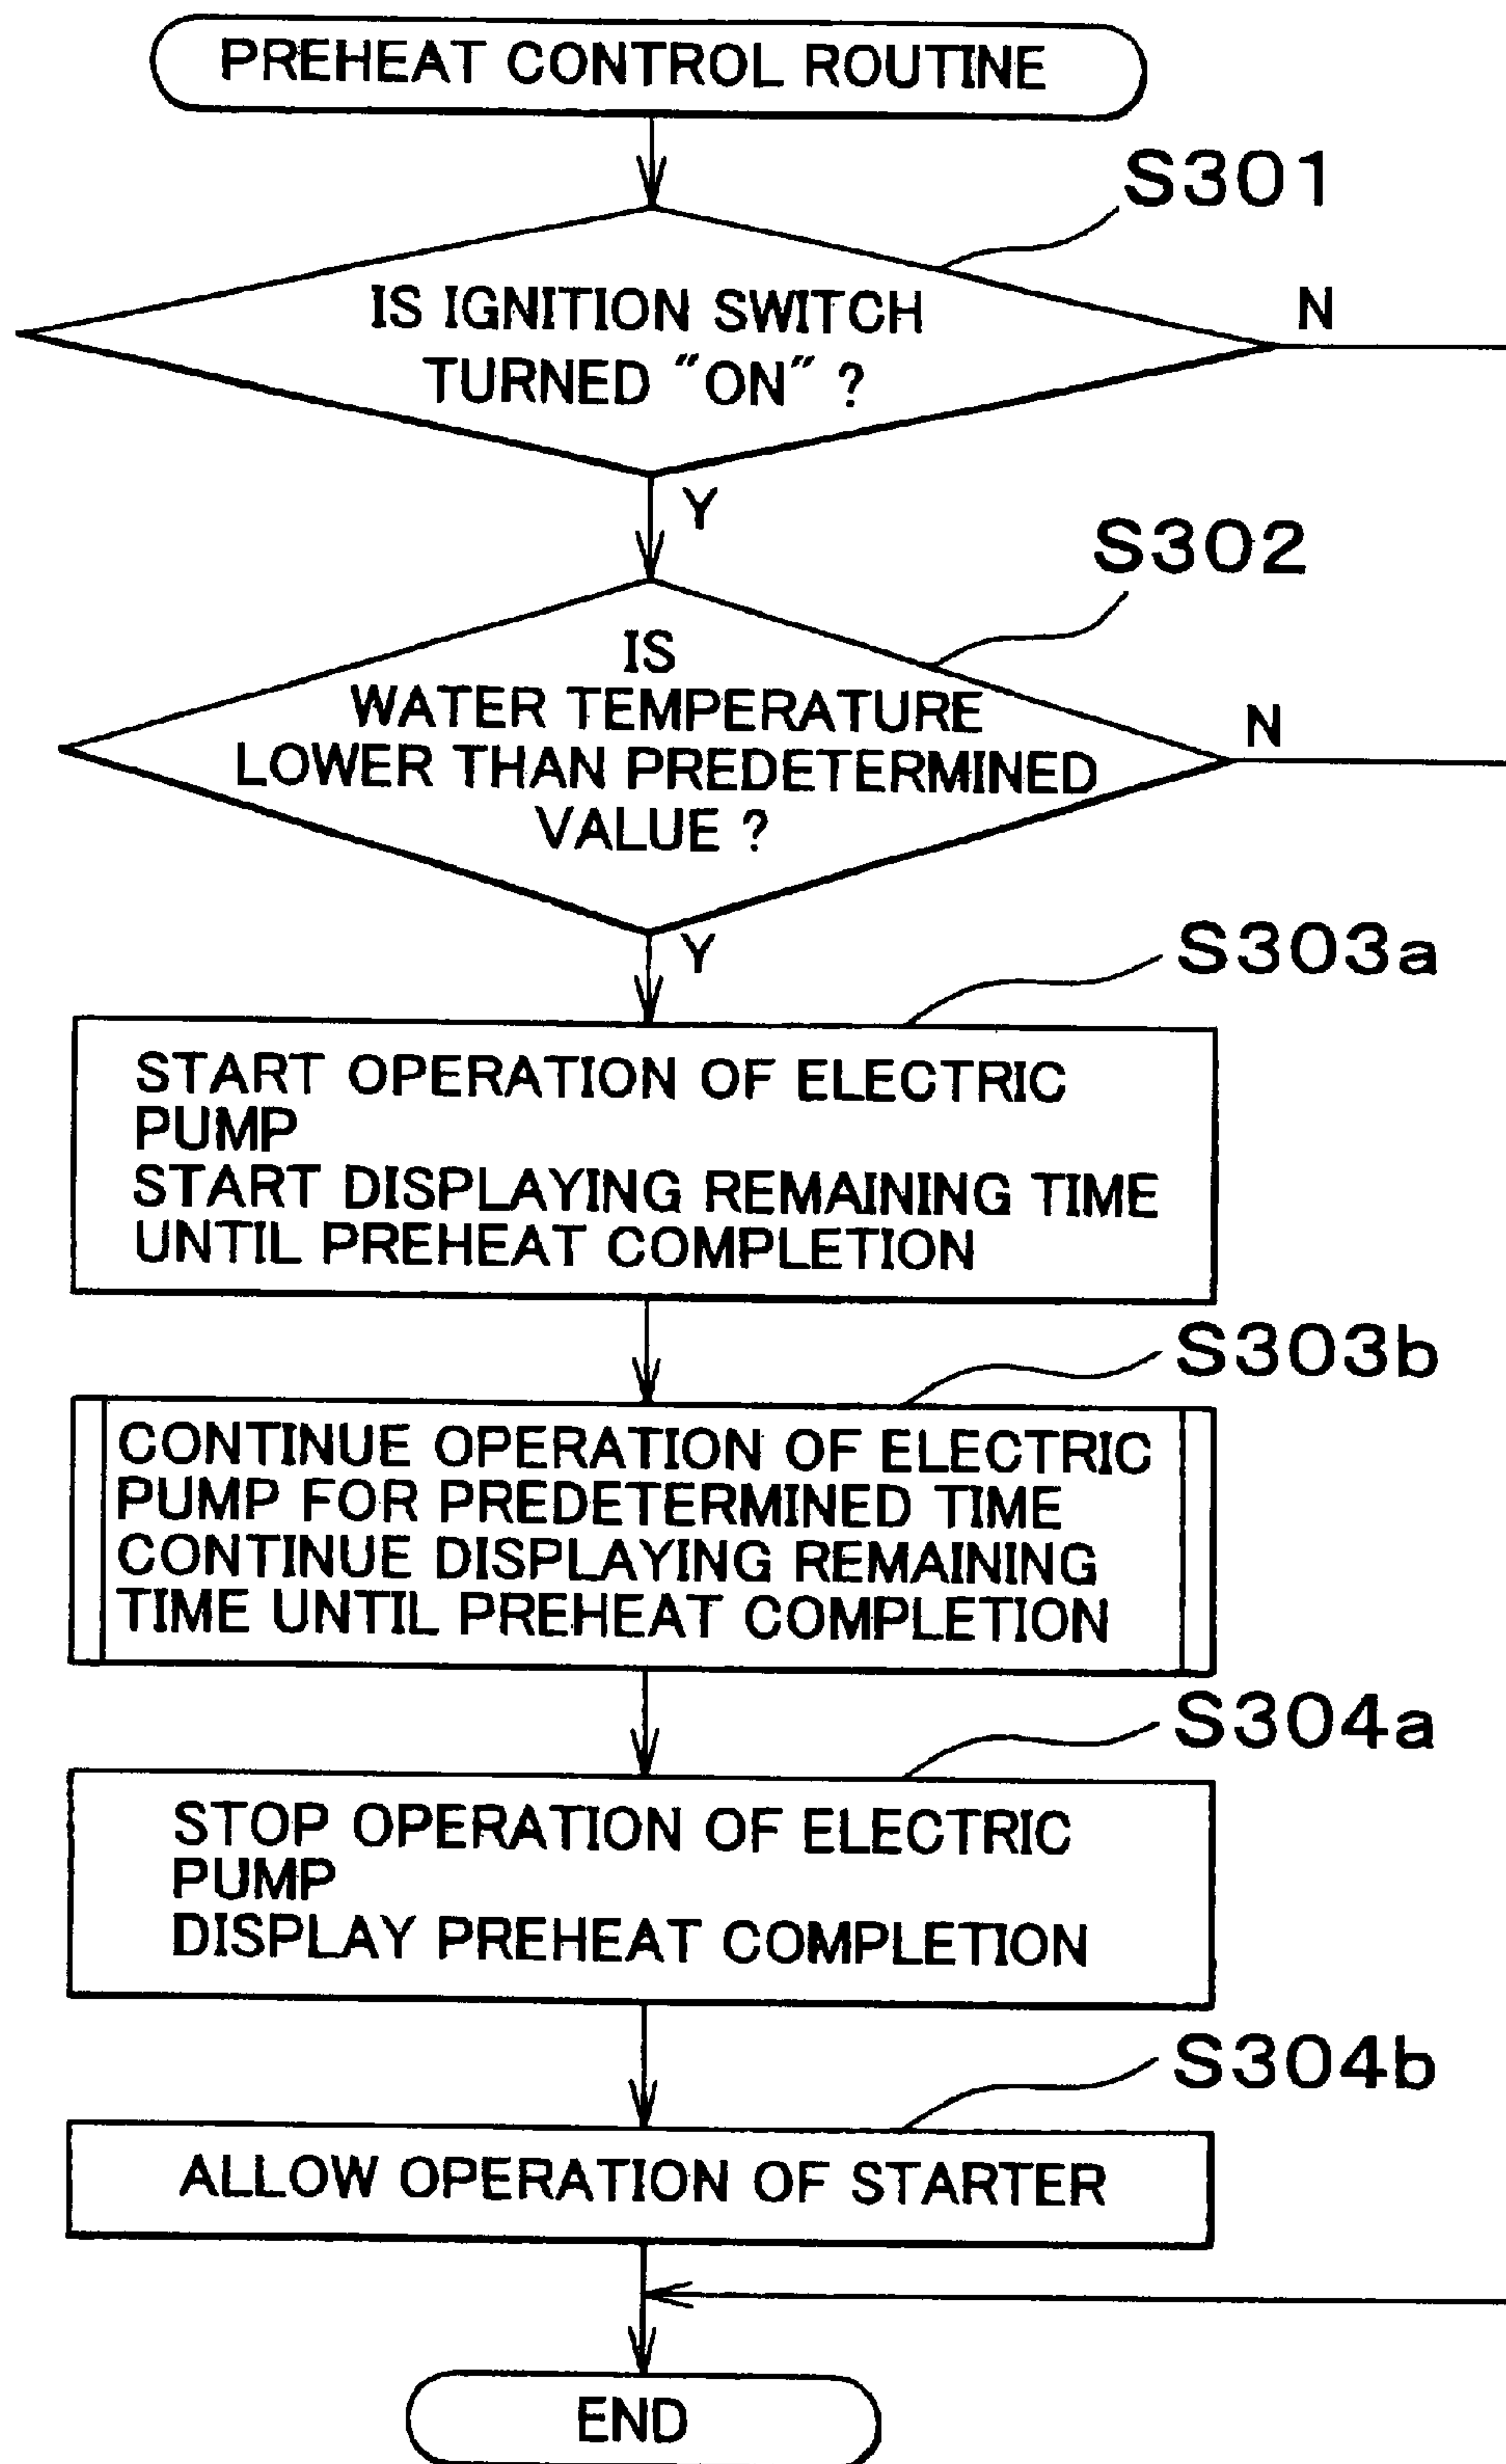 PREHEAT CONTROL ROUTINE
S301
IS IGNITION SWITCH
TURNED "ON" ?
N
Y
S302
IS
WATER TEMPERATURE
LOWER THAN PREDETERMINED
VALUE ?
N
Y
S303a
START OPERATION OF ELECTRIC
PUMP
START DISPLAYING REMAINING TIME
UNTIL PREHEAT COMPLETION
S303b
CONTINUE OPERATION OF ELECTRIC
PUMP FOR PREDETERMINED TIME
CONTINUE DISPLAYING REMAINING
TIME UNTIL PREHEAT COMPLETION
S304a
STOP OPERATION OF ELECTRIC
PUMP
DISPLAY PREHEAT COMPLETION
S304b
ALLOW OPERATION OF STARTER
END